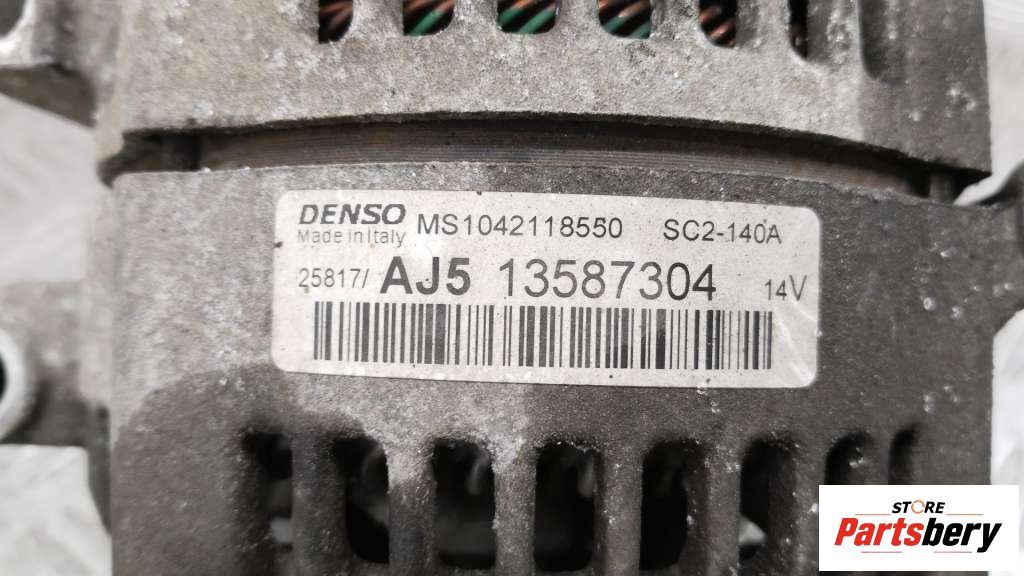 DENSO MS1042118550 SC2-140A
Made in Italy
25817/ AJ5 13587304 14V
STORE
Partsbery